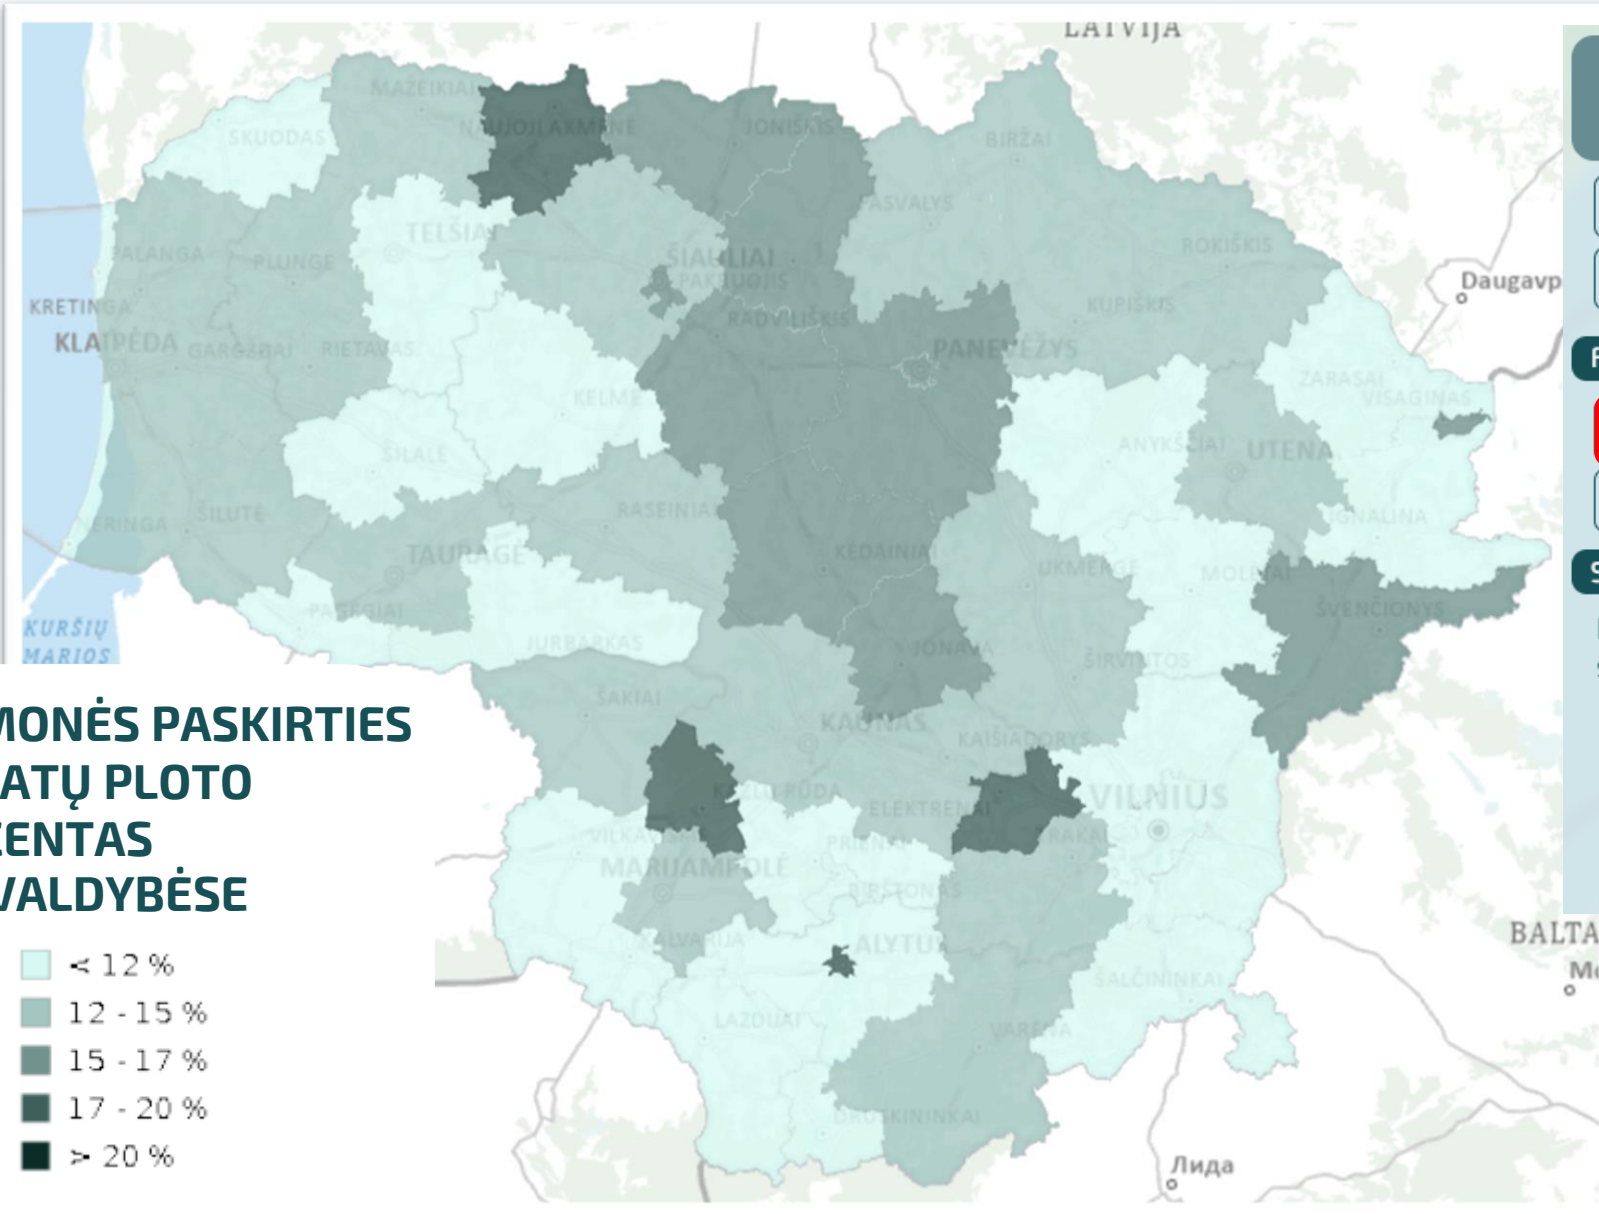 LATVIJA
MAŽEIKIAI
NAUJOJI AKMENĖ
JONIŠKIS
SKUODAS
BIRŽAI
PASVALYS
TELŠIAI
ŠIAULIAI
ROKIŠKIS
PALANGA
PLUNGĖ
PAKRUOJIS
Daugavp
KRETINGA
RADVILIŠKIS
KUPIŠKIS
KLAIPĖDA
GARGŽDAI
RIETAVAS
PANEVĖŽYS
KELMĖ
ZARASAI
VISAGINAS
ŠILALĖ
ANYKŠČIAI
UTENA
NERINGA
ŠILUTĖ
RASEINIAI
IGNALINA
TAURAGĖ
KĖDAINIAI
UKMERGĖ
MOLĖTAI
PAGĖGIAI
ŠVENČIONYS
KURŠIŲ
MARIOS
JURBARKAS
JONAVA
ŠIRVINTOS
ŠAKIAI
KAUNAS
KAIŠIADORYS
KAZLŲ RŪDA
ELEKTRĖNAI
VILNIUS
VILKAVIŠKIS
PRIENAI
TRAKAI
MARIJAMPOLĖ
BIRŠTONAS
KALVARIJA
ALYTUS
ŠALČININKAI
LAZDIJAI
VARĖNA
DRUSKININKAI
BALTA
Лида
MONĖS PASKIRTIES
ATŲ PLOTO
CENTAS
VALDYBĖSE
< 12 %
12 - 15 %
15 - 17 %
17 - 20 %
> 20 %